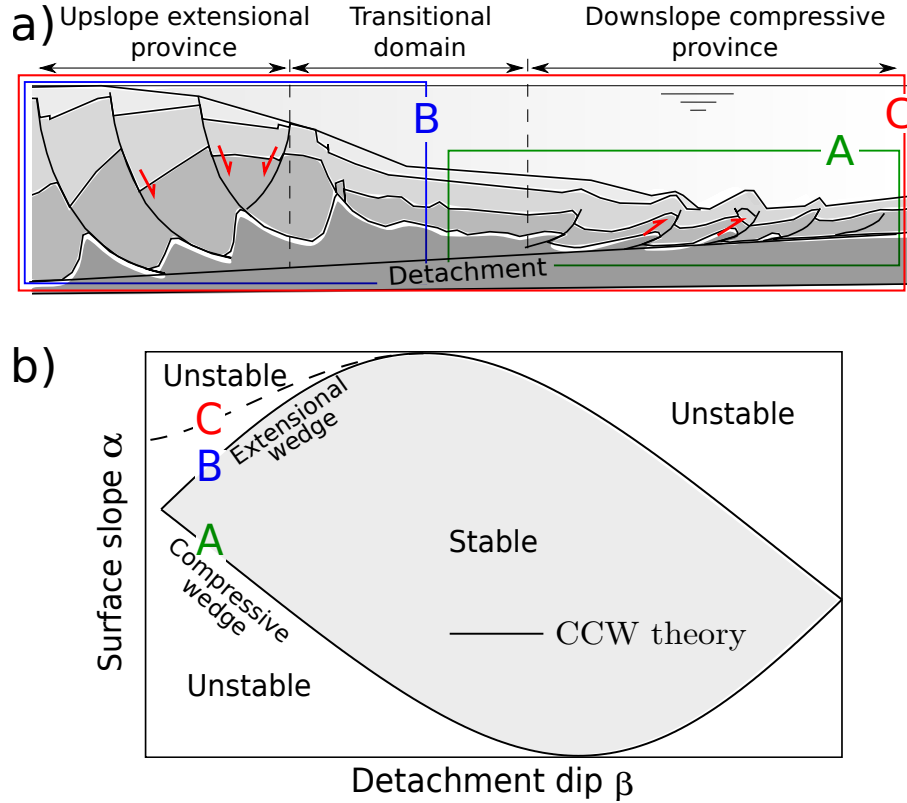 a)
Upslope extensional
province
Transitional
domain
Downslope compressive
province
B
C
A
Detachment
b)
Unstable
C
Extensional
wedge
Unstable
B
A
Stable
Compressive
wedge
CCW theory
Unstable
Surface slope α
Detachment dip β